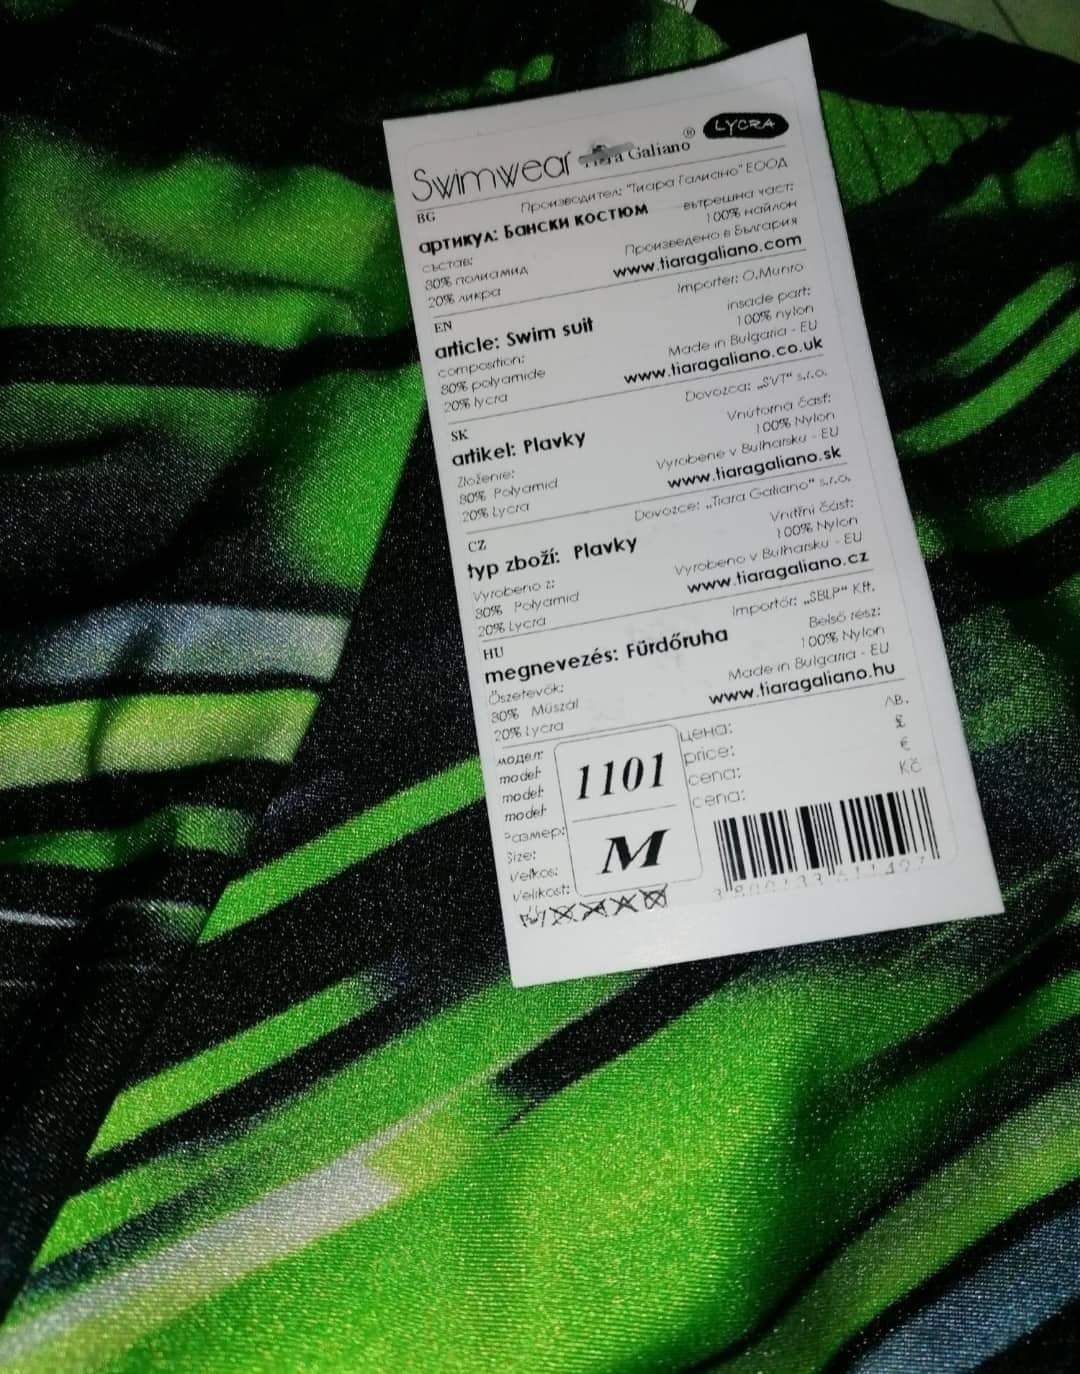 Swimwear Tiara Galiano ® LYCRA
BG Производител: "Тиара Галиано" ЕООД
артикул: Бански костюм вътрешна част:
състав: 100% найлон
80% полиамид Произведено в България
20% ликра www.tiaragaliano.com
EN Importer: O.Munro
article: Swim suit insade part:
composition: 100% nylon
80% polyamide Made in Bulgaria - EU
20% lycra www.tiaragaliano.co.uk
SK Dovozca: „SVT" s.r.o.
artikel: Plavky Vnútorná časť:
Zloženie: 100% Nylon
80% Polyamid Vyrobene v Bulharsku - EU
20% Lycra www.tiaragaliano.sk
CZ Dovozce: „Tiara Galiano" s.r.o.
typ zboží: Plavky Vnitřní část:
Vyrobeno z: 100% Nylon
80% Polyamid Vyrobeno v Bulharsku - EU
20% Lycra www.tiaragaliano.cz
HU Importőr: „SBLP" Kft.
megnevezés: Fürdőruha Belső rész:
Öszetevök: 100% Nylon
80% Müszál Made in Bulgaria - EU
20% Lycra www.tiaragaliano.hu
модел: цена: ЛВ.
model: price: £
model: 1101 cena: €
model: cena: Kč
Размер:
Size: M
Velkos:
Velikost: